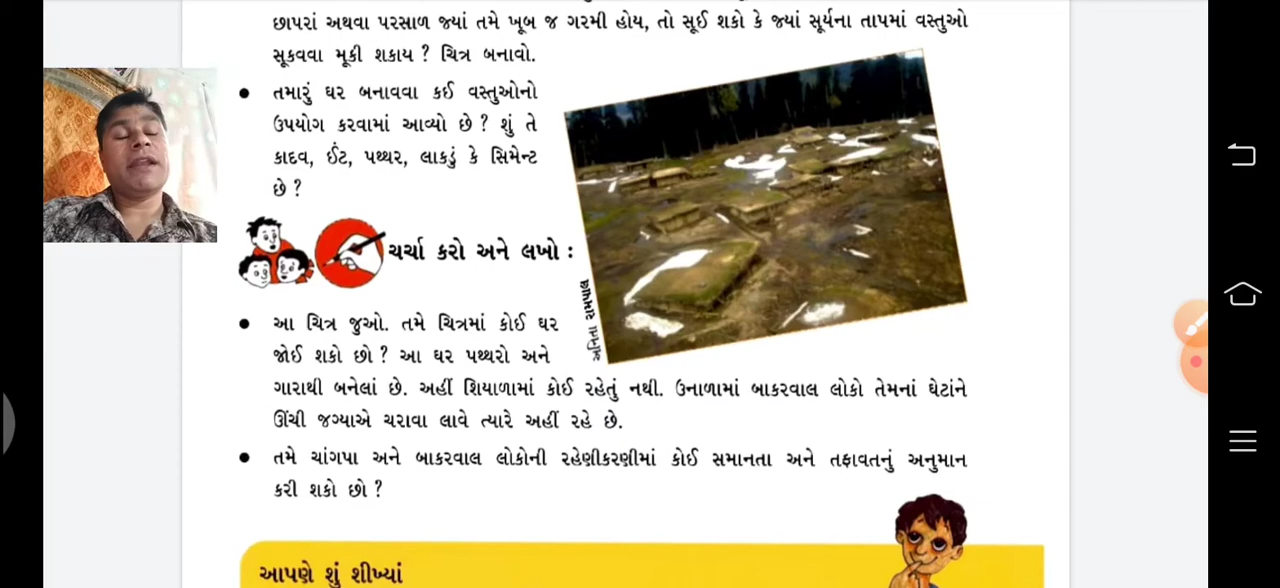 છાપરાં અથવા પરસાળ જ્યાં તમે ખૂબ જ ગરમી હોય, તો સૂઈ શકો કે જ્યાં સૂર્યના તાપમાં વસ્તુઓ
સૂકવવા મૂકી શકાય ? ચિત્ર બનાવો.
• તમારું ઘર બનાવવા કઈ વસ્તુઓનો
ઉપયોગ કરવામાં આવ્યો છે ? શું તે
કાદવ, ઈંટ, પથ્થર, લાકડું કે સિમેન્ટ
છે ?
ચર્ચા કરો અને લખો :
અનિતા રામપાલ
• આ ચિત્ર જુઓ. તમે ચિત્રમાં કોઈ ઘર
જોઈ શકો છો ? આ ઘર પથ્થરો અને
ગારાથી બનેલાં છે. અહીં શિયાળામાં કોઈ રહેતું નથી. ઉનાળામાં બાકરવાલ લોકો તેમનાં ઘેટાંને
ઊંચી જગ્યાએ ચરાવા લાવે ત્યારે અહીં રહે છે.
• તમે ચાંગપા અને બાકરવાલ લોકોની રહેણીકરણીમાં કોઈ સમાનતા અને તફાવતનું અનુમાન
કરી શકો છો ?
આપણે શું શીખ્યાં